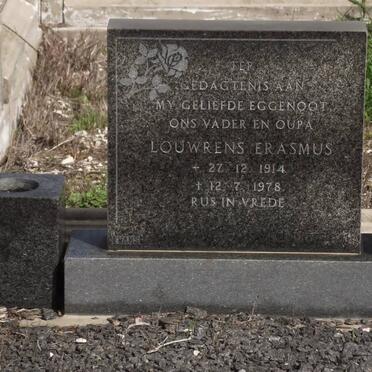 TER
GEDAGTENIS AAN
MY GELIEFDE EGGENOOT
ONS VADER EN OUPA
LOUWRENS ERASMUS
+ 27. 12. 1914
+ 12. 7. 1978
RUS IN VREDE